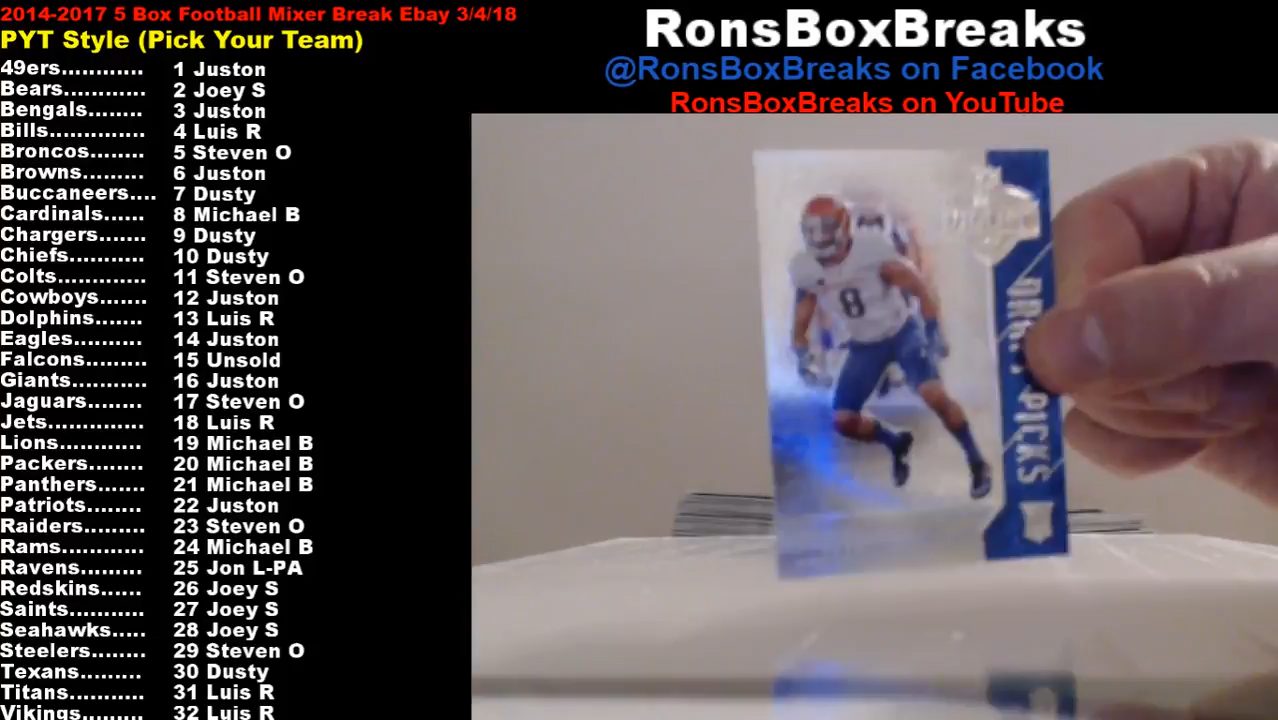 2014-2017 5 Box Football Mixer Break Ebay 3/4/18
PYT Style (Pick Your Team)
49ers............ 1 Juston
Bears............ 2 Joey S
Bengals........ 3 Juston
Bills.............. 4 Luis R
Broncos........ 5 Steven O
Browns......... 6 Juston
Buccaneers.... 7 Dusty
Cardinals...... 8 Michael B
Chargers....... 9 Dusty
Chiefs........... 10 Dusty
Colts............. 11 Steven O
Cowboys....... 12 Juston
Dolphins........ 13 Luis R
Eagles.......... 14 Juston
Falcons......... 15 Unsold
Giants........... 16 Juston
Jaguars........ 17 Steven O
Jets.............. 18 Luis R
Lions............ 19 Michael B
Packers........ 20 Michael B
Panthers....... 21 Michael B
Patriots........ 22 Juston
Raiders......... 23 Steven O
Rams............ 24 Michael B
Ravens......... 25 Jon L-PA
Redskins...... 26 Joey S
Saints........... 27 Joey S
Seahawks..... 28 Joey S
Steelers........ 29 Steven O
Texans......... 30 Dusty
Titans........... 31 Luis R
Vikings......... 32 Luis R
RonsBoxBreaks
@RonsBoxBreaks on Facebook
RonsBoxBreaks on YouTube
8
PICKS